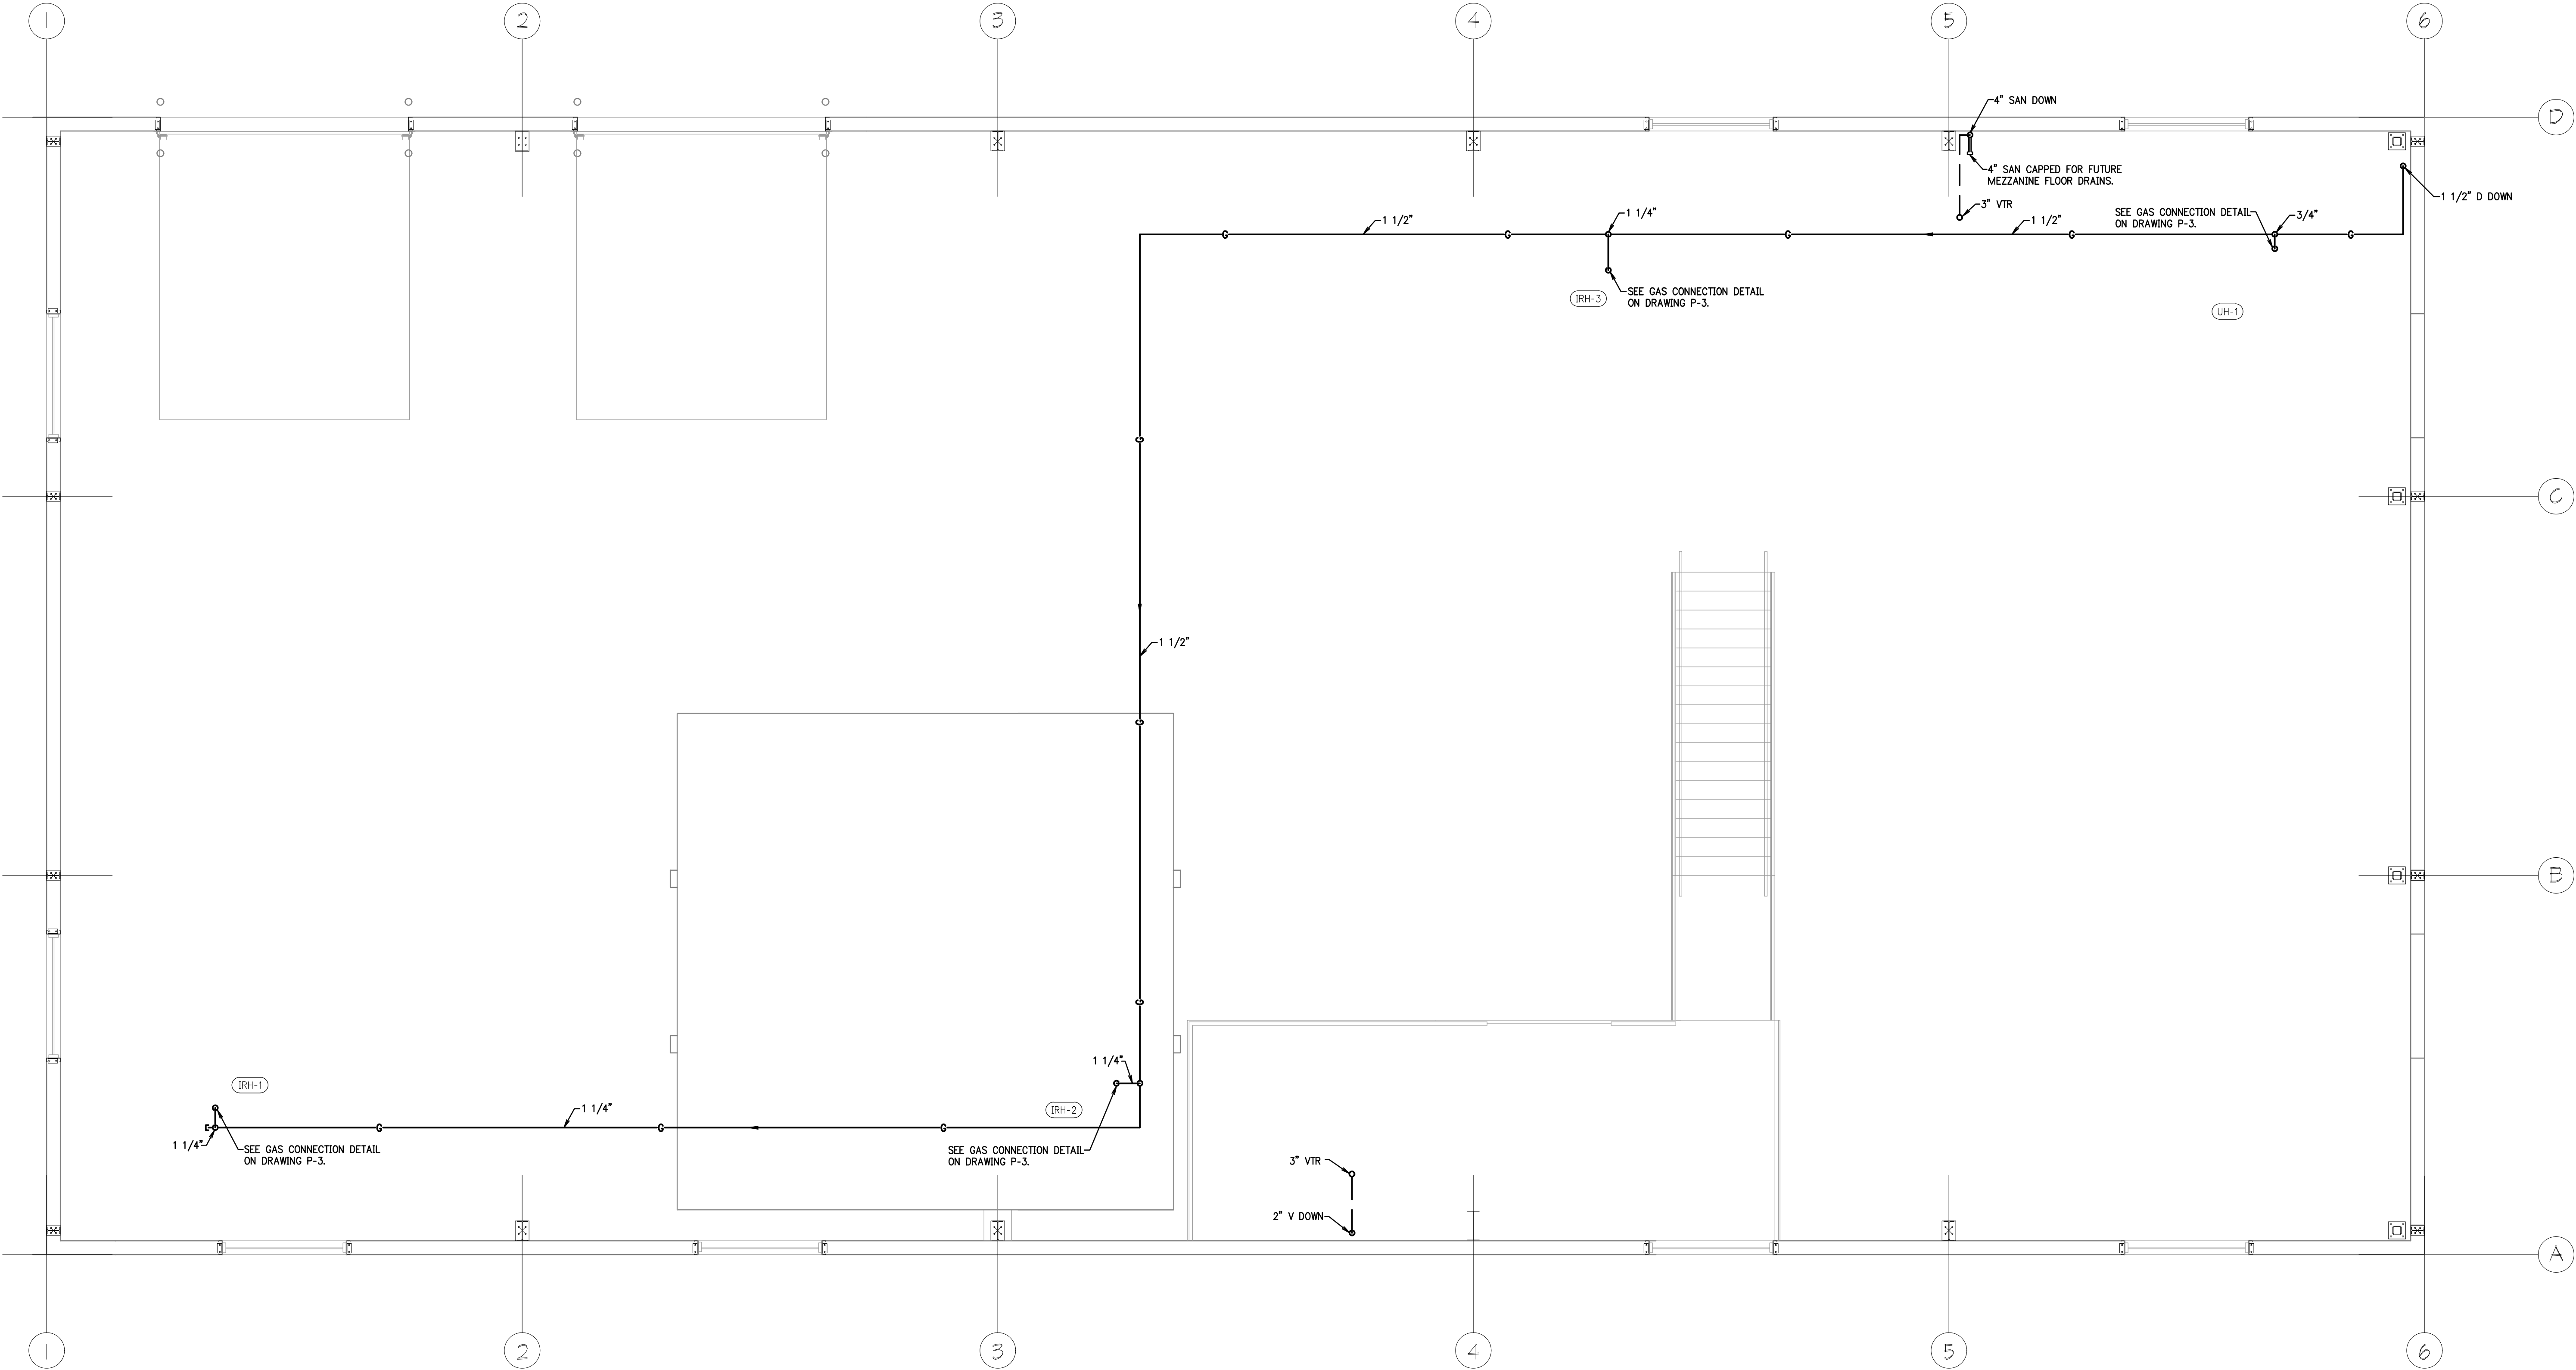 1 2 3 4 5 6
4" SAN DOWN
D
4" SAN CAPPED FOR FUTURE
MEZZANINE FLOOR DRAINS.
1 1/2" D DOWN
3" VTR
1 1/2"
1 1/4"
1 1/2"
SEE GAS CONNECTION DETAIL
ON DRAWING P-3.
3/4"
G G G G G
SEE GAS CONNECTION DETAIL
ON DRAWING P-3.
IRH-3
UH-1
G
C
1 1/2"
G
B
G
1 1/4"
IRH-1
IRH-2
1 1/4"
G G G
1 1/4"
SEE GAS CONNECTION DETAIL
ON DRAWING P-3.
SEE GAS CONNECTION DETAIL
ON DRAWING P-3.
3" VTR
2" V DOWN
A
1 2 3 4 5 6